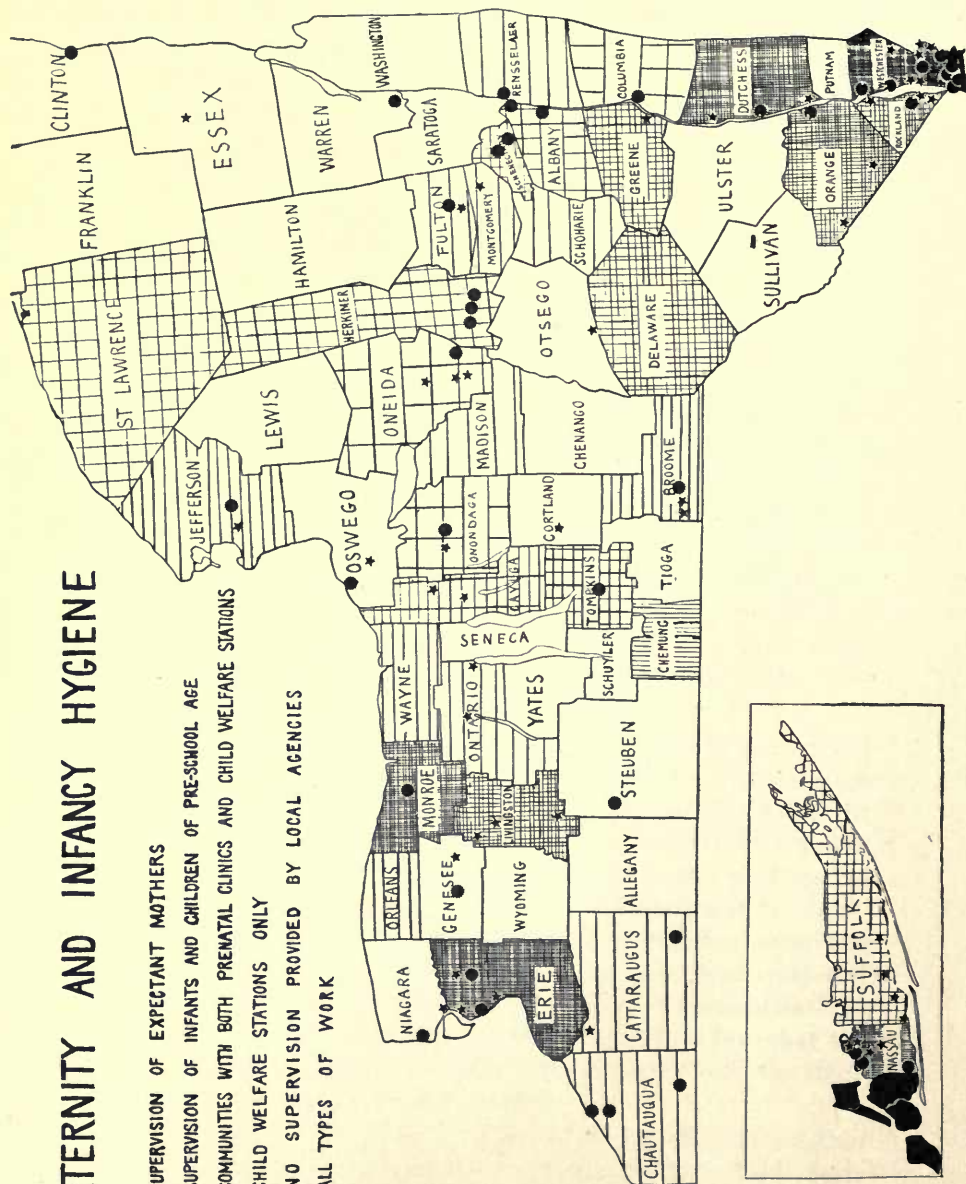 TERNITY AND INFANCY HYGIENE
UPERVISION OF EXPECTANT MOTHERS
SUPERVISION OF INFANTS AND CHILDREN OF PRE-SCHOOL AGE
COMMUNITIES WITH BOTH PRENATAL CLINICS AND CHILD WELFARE STATIONS
CHILD WELFARE STATIONS ONLY
NO SUPERVISION PROVIDED BY LOCAL AGENCIES
ALL TYPES OF WORK
CLINTON
FRANKLIN
ESSEX
ST LAWRENCE
JEFFERSON
LEWIS
HAMILTON
WARREN
WASHINGTON
SARATOGA
FULTON
HERKIMER
ONEIDA
OSWEGO
MONTGOMERY
SCHENECTADY
RENSSELAER
ALBANY
SCHOHARIE
OTSEGO
MADISON
ONONDAGA
CAYUGA
SENECA
WAYNE
ONTARIO
YATES
MONROE
LIVINGSTON
ORLEANS
GENESEE
WYOMING
NIAGARA
ERIE
CHAUTAUQUA
CATTARAUGUS
ALLEGANY
STEUBEN
SCHUYLER
CHEMUNG
TOMPKINS
TIOGA
CORTLAND
CHENANGO
BROOME
DELAWARE
GREENE
COLUMBIA
ULSTER
SULLIVAN
DUTCHESS
ORANGE
PUTNAM
WESTCHESTER
ROCKLAND
SUFFOLK
NASSAU